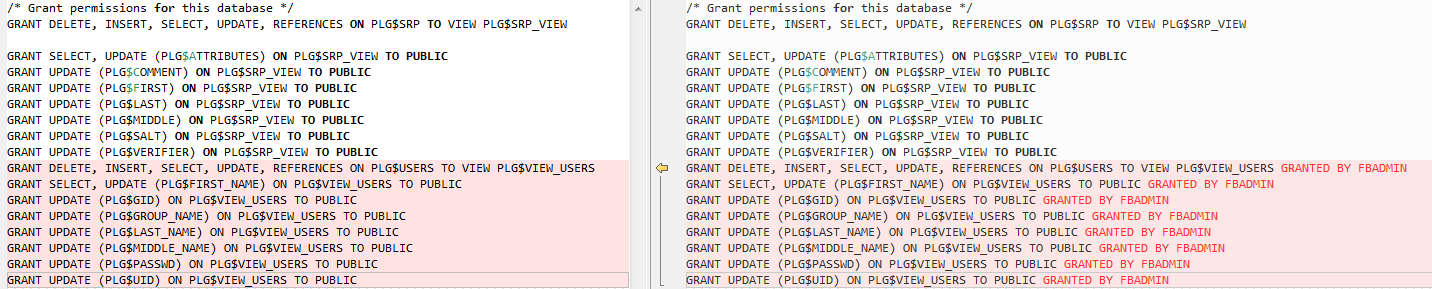 /* Grant permissions for this database */
GRANT DELETE, INSERT, SELECT, UPDATE, REFERENCES ON PLG$SRP TO VIEW PLG$SRP_VIEW
GRANT SELECT, UPDATE (PLG$ATTRIBUTES) ON PLG$SRP_VIEW TO PUBLIC
GRANT UPDATE (PLG$COMMENT) ON PLG$SRP_VIEW TO PUBLIC
GRANT UPDATE (PLG$FIRST) ON PLG$SRP_VIEW TO PUBLIC
GRANT UPDATE (PLG$LAST) ON PLG$SRP_VIEW TO PUBLIC
GRANT UPDATE (PLG$MIDDLE) ON PLG$SRP_VIEW TO PUBLIC
GRANT UPDATE (PLG$SALT) ON PLG$SRP_VIEW TO PUBLIC
GRANT UPDATE (PLG$VERIFIER) ON PLG$SRP_VIEW TO PUBLIC
GRANT DELETE, INSERT, SELECT, UPDATE, REFERENCES ON PLG$USERS TO VIEW PLG$VIEW_USERS
GRANT SELECT, UPDATE (PLG$FIRST_NAME) ON PLG$VIEW_USERS TO PUBLIC
GRANT UPDATE (PLG$GID) ON PLG$VIEW_USERS TO PUBLIC
GRANT UPDATE (PLG$GROUP_NAME) ON PLG$VIEW_USERS TO PUBLIC
GRANT UPDATE (PLG$LAST_NAME) ON PLG$VIEW_USERS TO PUBLIC
GRANT UPDATE (PLG$MIDDLE_NAME) ON PLG$VIEW_USERS TO PUBLIC
GRANT UPDATE (PLG$PASSWD) ON PLG$VIEW_USERS TO PUBLIC
GRANT UPDATE (PLG$UID) ON PLG$VIEW_USERS TO PUBLIC
/* Grant permissions for this database */
GRANT DELETE, INSERT, SELECT, UPDATE, REFERENCES ON PLG$SRP TO VIEW PLG$SRP_VIEW
GRANT SELECT, UPDATE (PLG$ATTRIBUTES) ON PLG$SRP_VIEW TO PUBLIC
GRANT UPDATE (PLG$COMMENT) ON PLG$SRP_VIEW TO PUBLIC
GRANT UPDATE (PLG$FIRST) ON PLG$SRP_VIEW TO PUBLIC
GRANT UPDATE (PLG$LAST) ON PLG$SRP_VIEW TO PUBLIC
GRANT UPDATE (PLG$MIDDLE) ON PLG$SRP_VIEW TO PUBLIC
GRANT UPDATE (PLG$SALT) ON PLG$SRP_VIEW TO PUBLIC
GRANT UPDATE (PLG$VERIFIER) ON PLG$SRP_VIEW TO PUBLIC
GRANT DELETE, INSERT, SELECT, UPDATE, REFERENCES ON PLG$USERS TO VIEW PLG$VIEW_USERS GRANTED BY FBADMIN
GRANT SELECT, UPDATE (PLG$FIRST_NAME) ON PLG$VIEW_USERS TO PUBLIC GRANTED BY FBADMIN
GRANT UPDATE (PLG$GID) ON PLG$VIEW_USERS TO PUBLIC GRANTED BY FBADMIN
GRANT UPDATE (PLG$GROUP_NAME) ON PLG$VIEW_USERS TO PUBLIC GRANTED BY FBADMIN
GRANT UPDATE (PLG$LAST_NAME) ON PLG$VIEW_USERS TO PUBLIC GRANTED BY FBADMIN
GRANT UPDATE (PLG$MIDDLE_NAME) ON PLG$VIEW_USERS TO PUBLIC GRANTED BY FBADMIN
GRANT UPDATE (PLG$PASSWD) ON PLG$VIEW_USERS TO PUBLIC GRANTED BY FBADMIN
GRANT UPDATE (PLG$UID) ON PLG$VIEW_USERS TO PUBLIC GRANTED BY FBADMIN